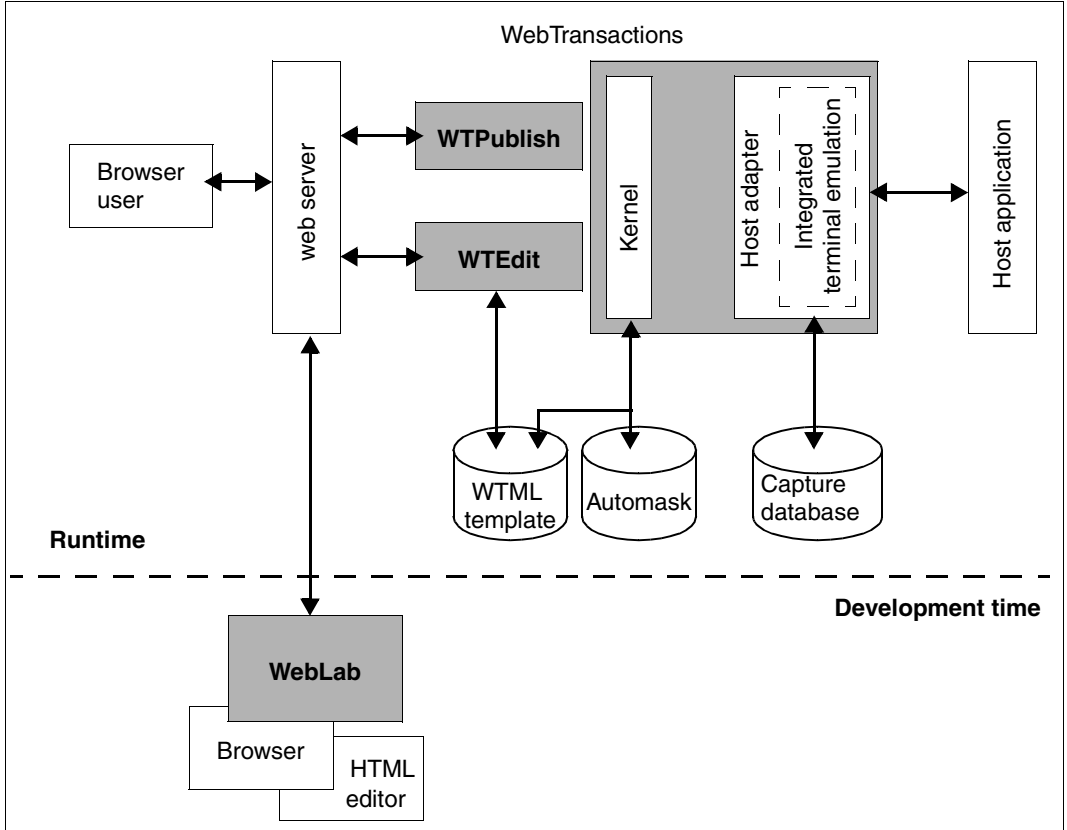 WebTransactions
Browser
user
web server
WTPublish
WTEdit
Kernel
Host adapter
Integrated
terminal emulation
Host application
WTML
template
Automask
Capture
database
Runtime
Development time
WebLab
Browser
HTML
editor